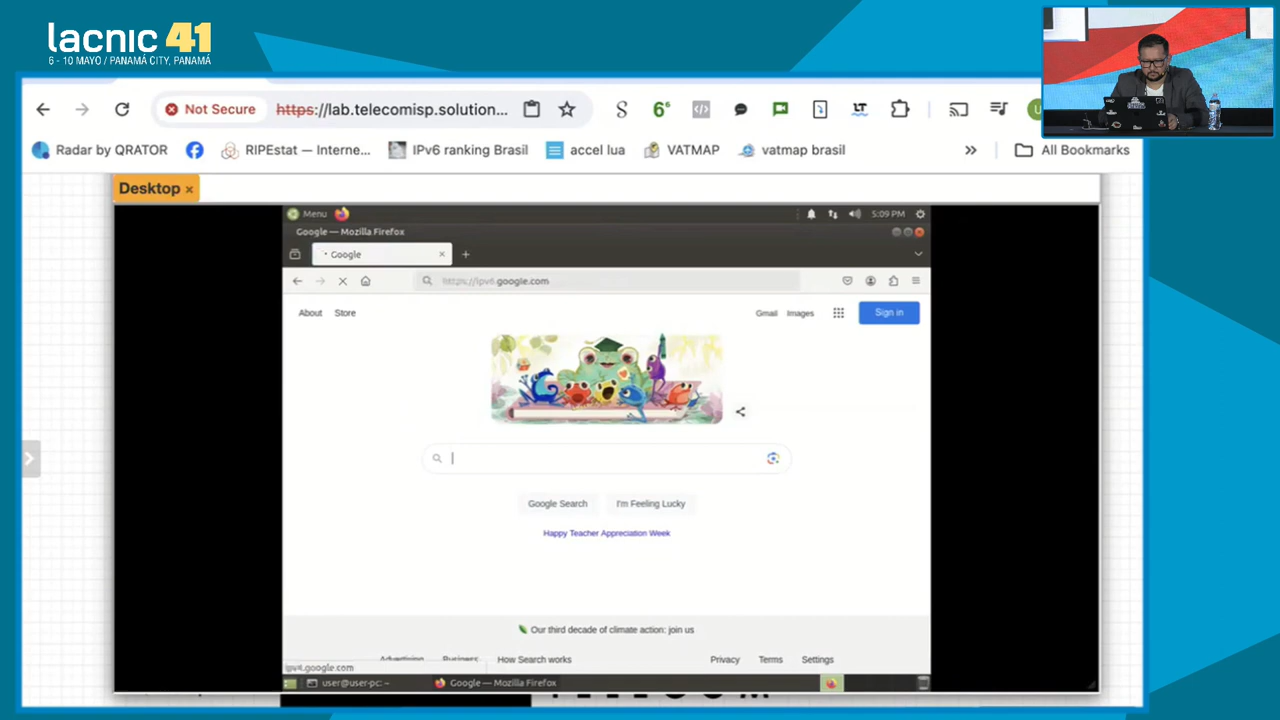 lacnic 41
6 - 10 MAYO / PANAMÁ CITY, PANAMÁ
Not Secure https://lab.telecomisp.solution...
Radar by QRATOR RIPEstat — Interne... IPv6 ranking Brasil accel lua VATMAP vatmap brasil » All Bookmarks
Desktop ×
Menu 5:09 PM
Google — Mozilla Firefox
Google
https://ipv6.google.com
About Store Gmail Images Sign in
Google Search I'm Feeling Lucky
Happy Teacher Appreciation Week
Our third decade of climate action: join us
Advertising Business How Search works Privacy Terms Settings
ipv4.google.com
user@user-pc: ~ Google — Mozilla Firefox